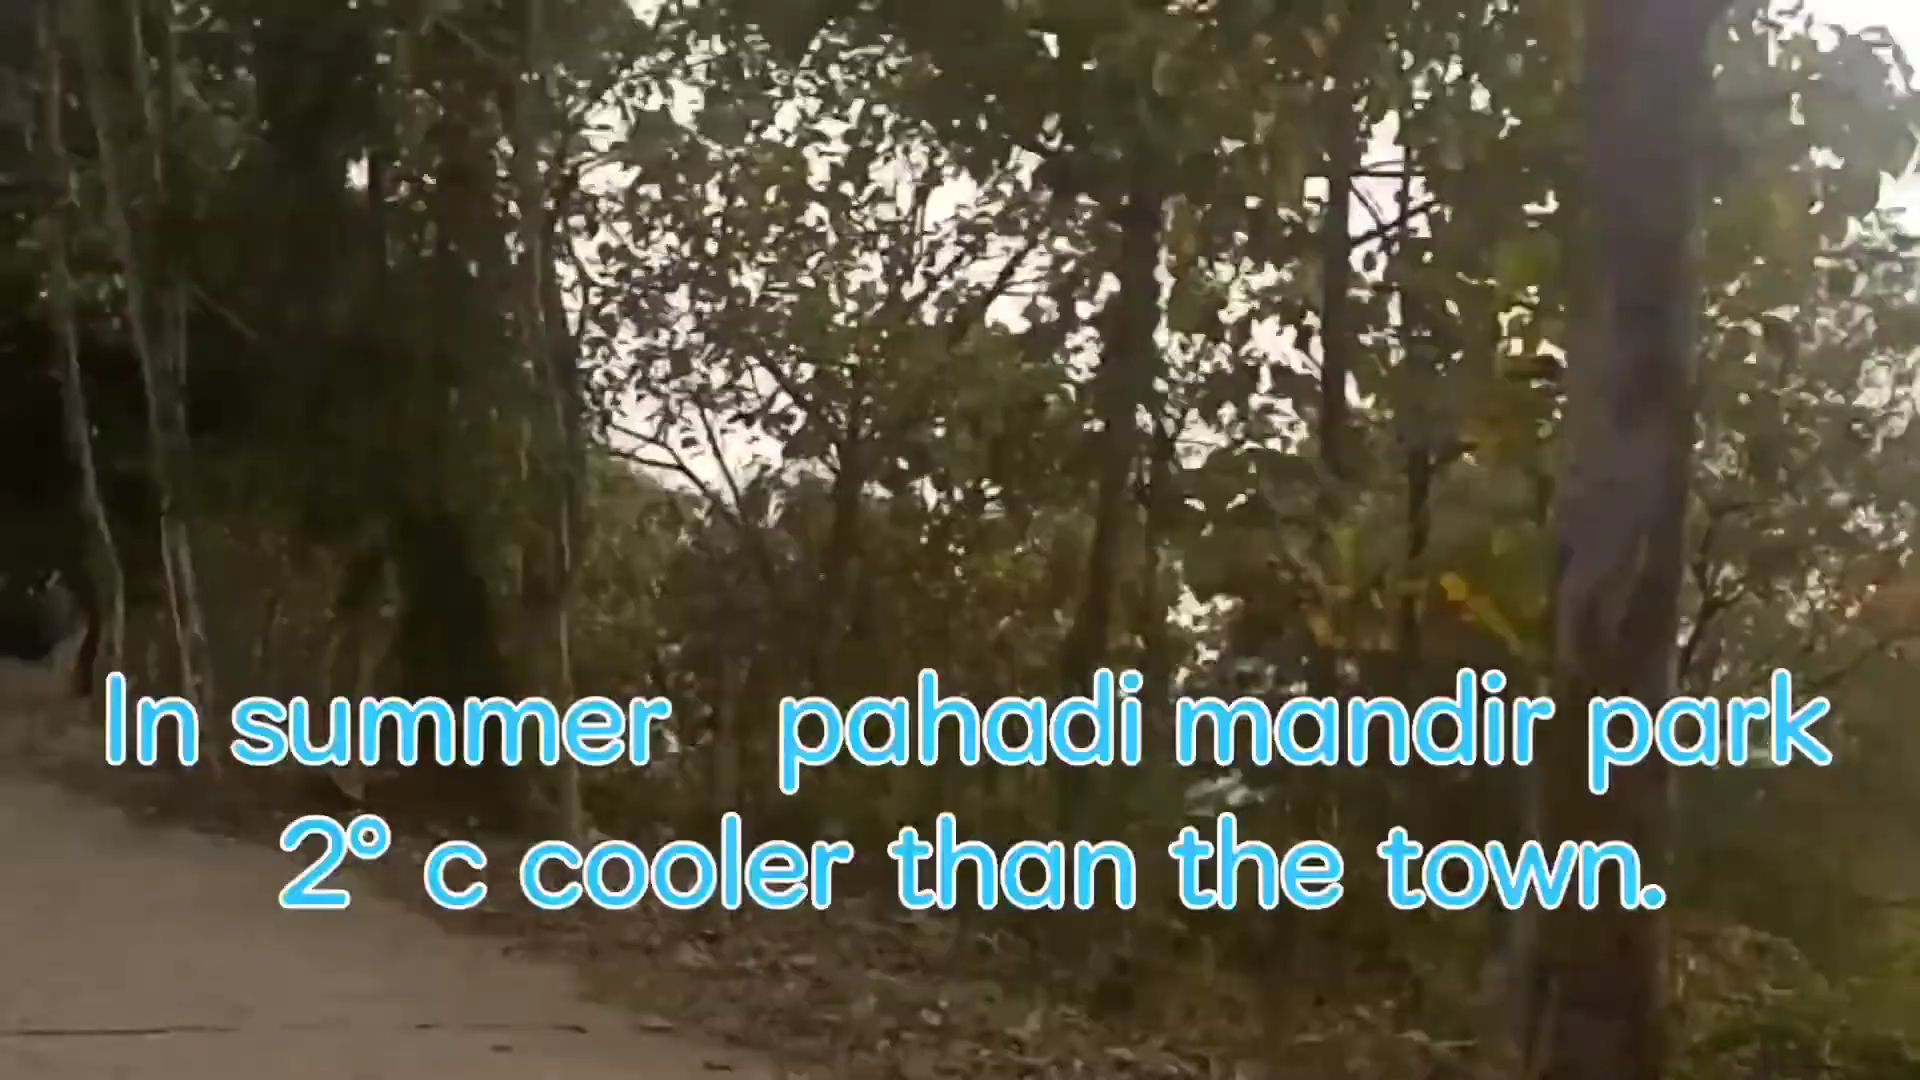 In summer pahadi mandir park
2° c cooler than the town.